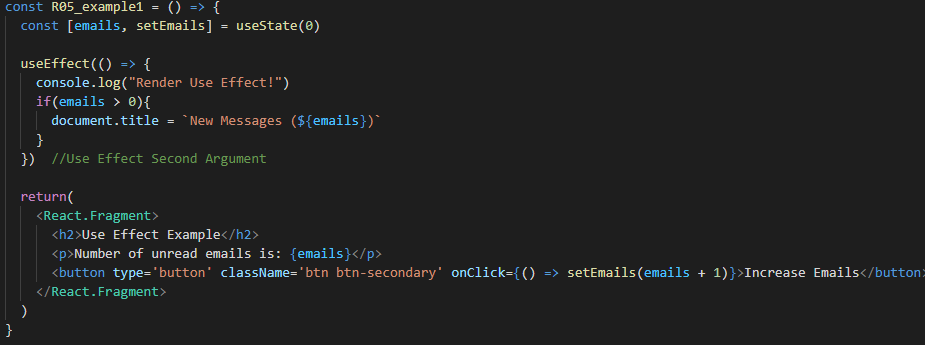 const R05_example1 = () => {
  const [emails, setEmails] = useState(0)

  useEffect(() => {
    console.log("Render Use Effect!")
    if(emails > 0){
      document.title = `New Messages (${emails})`
    }
  })  //Use Effect Second Argument

  return(
    <React.Fragment>
      <h2>Use Effect Example</h2>
      <p>Number of unread emails is: {emails}</p>
      <button type='button' className='btn btn-secondary' onClick={() => setEmails(emails + 1)}>Increase Emails</button>
    </React.Fragment>
  )
}